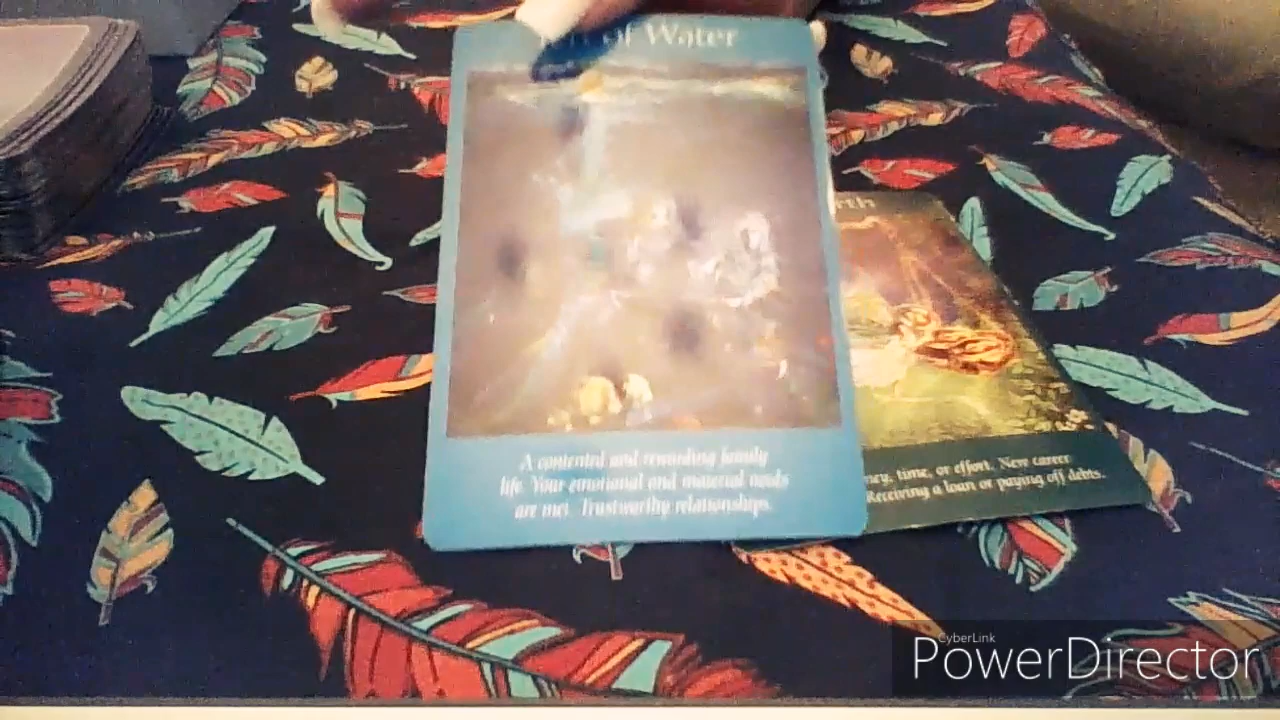 of Water
A contented and rewarding family
life. Your emotional and material needs
are met. Trustworthy relationships.
rth
ney, time, or effort. New career
Receiving a loan or paying off debts.
CyberLink
PowerDirector